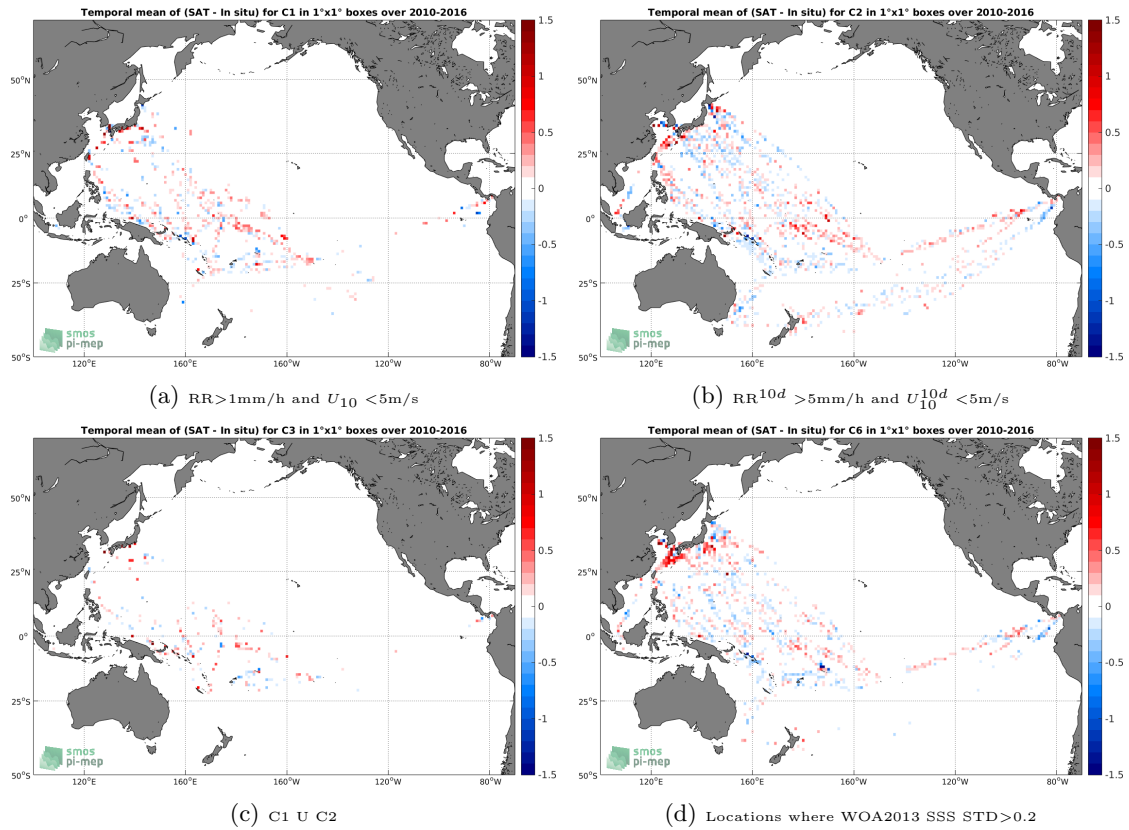 Temporal mean of (SAT - In situ) for C1 in 1°x1° boxes over 2010-2016
50°N
25°N
0°
25°S
50°S
120°E
160°E
160°W
120°W
80°W
1.5
1
0.5
0
-0.5
-1
-1.5
smos
pi-mep
(a) RR>1mm/h and U10 <5m/s
Temporal mean of (SAT - In situ) for C2 in 1°x1° boxes over 2010-2016
50°N
25°N
0°
25°S
50°S
120°E
160°E
160°W
120°W
80°W
1.5
1
0.5
0
-0.5
-1
-1.5
smos
pi-mep
(b) RR10d >5mm/h and U10d10 <5m/s
Temporal mean of (SAT - In situ) for C3 in 1°x1° boxes over 2010-2016
50°N
25°N
0°
25°S
50°S
120°E
160°E
160°W
120°W
80°W
1.5
1
0.5
0
-0.5
-1
-1.5
smos
pi-mep
(c) C1 U C2
Temporal mean of (SAT - In situ) for C6 in 1°x1° boxes over 2010-2016
50°N
25°N
0°
25°S
50°S
120°E
160°E
160°W
120°W
80°W
1.5
1
0.5
0
-0.5
-1
-1.5
smos
pi-mep
(d) Locations where WOA2013 SSS STD>0.2